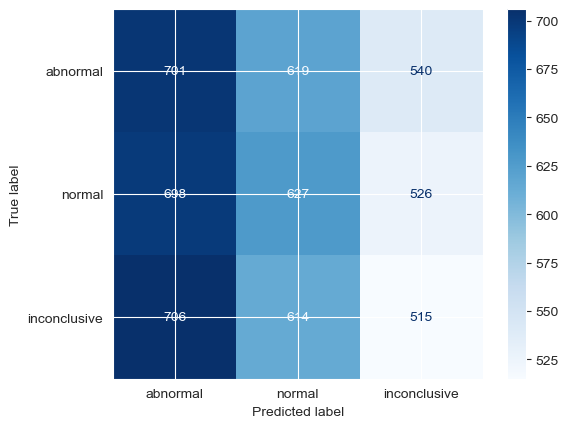 700
abnormal 701 619 540
675
650
normal 698 627 526
625
600
575
inconclusive 706 614 515
550
525
abnormal normal inconclusive
Predicted label
True label